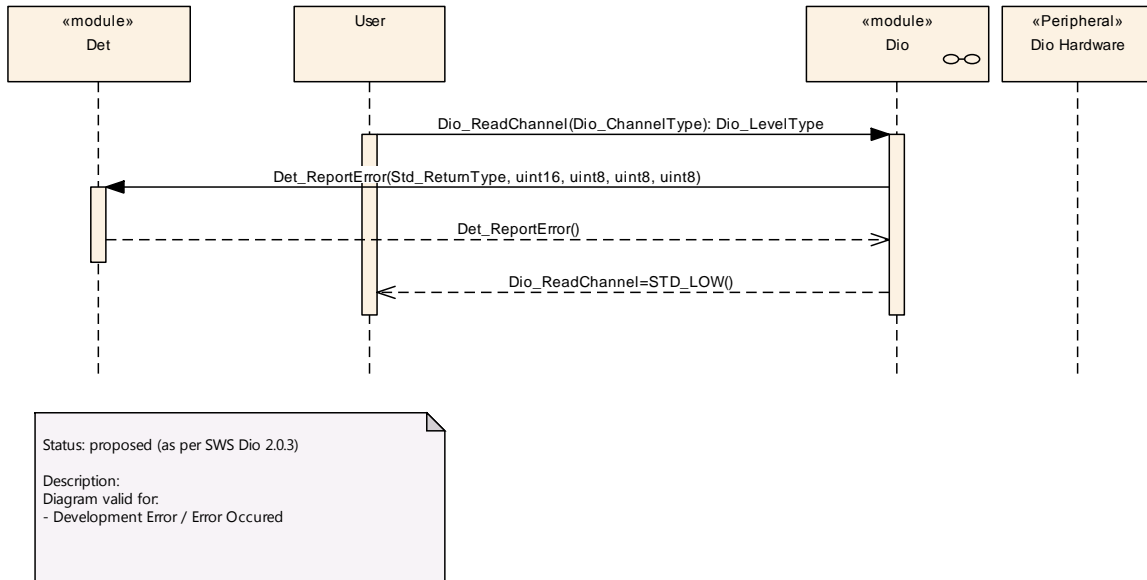 «module»
Det
User
«module»
Dio
«Peripheral»
Dio Hardware
Dio_ReadChannel(Dio_ChannelType): Dio_LevelType
Det_ReportError(Std_ReturnType, uint16, uint8, uint8, uint8)
Det_ReportError()
Dio_ReadChannel=STD_LOW()
Status: proposed (as per SWS Dio 2.0.3)
Description:
Diagram valid for:
- Development Error / Error Occured